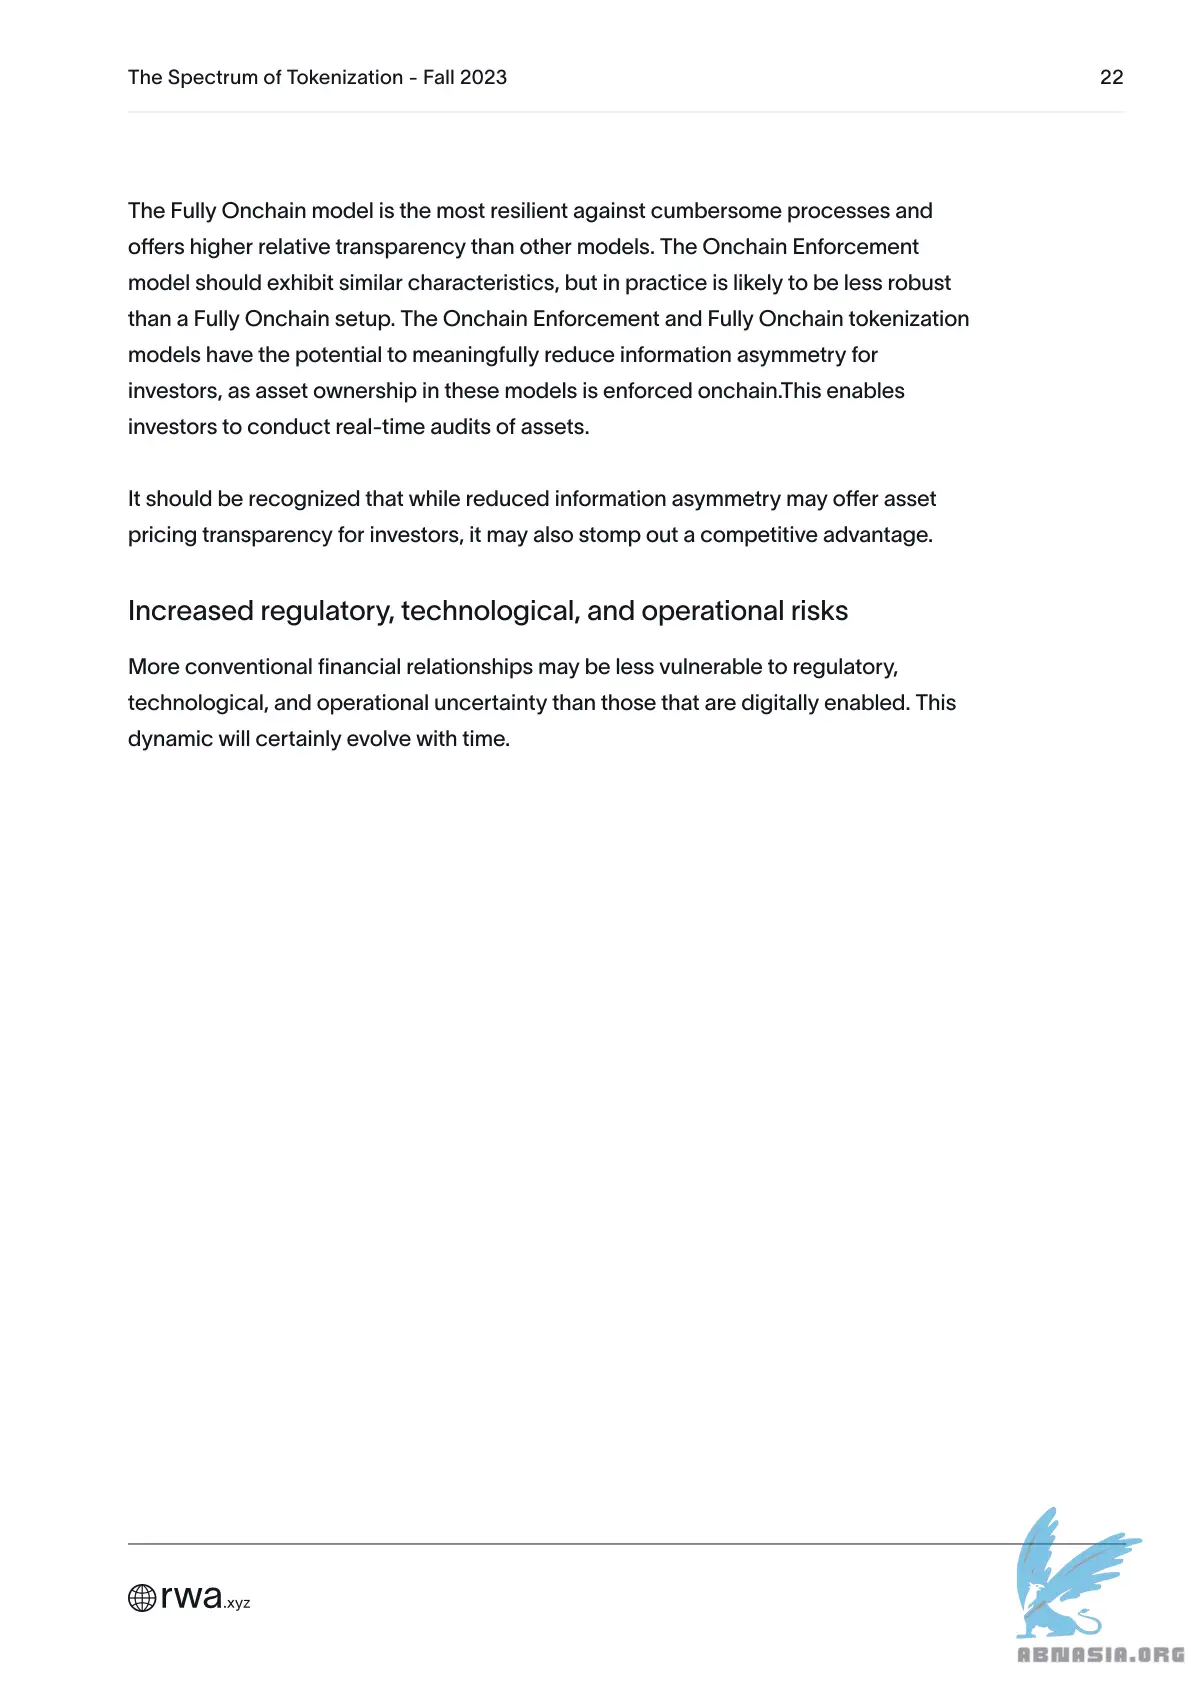 The Spectrum of Tokenization - Fall 2023 22
The Fully Onchain model is the most resilient against cumbersome processes and
offers higher relative transparency than other models. The Onchain Enforcement
model should exhibit similar characteristics, but in practice is likely to be less robust
than a Fully Onchain setup. The Onchain Enforcement and Fully Onchain tokenization
models have the potential to meaningfully reduce information asymmetry for
investors, as asset ownership in these models is enforced onchain.This enables
investors to conduct real-time audits of assets.
It should be recognized that while reduced information asymmetry may offer asset
pricing transparency for investors, it may also stomp out a competitive advantage.
Increased regulatory, technological, and operational risks
More conventional financial relationships may be less vulnerable to regulatory,
technological, and operational uncertainty than those that are digitally enabled. This
dynamic will certainly evolve with time.
rwa.xyz
ABNASIA.ORG